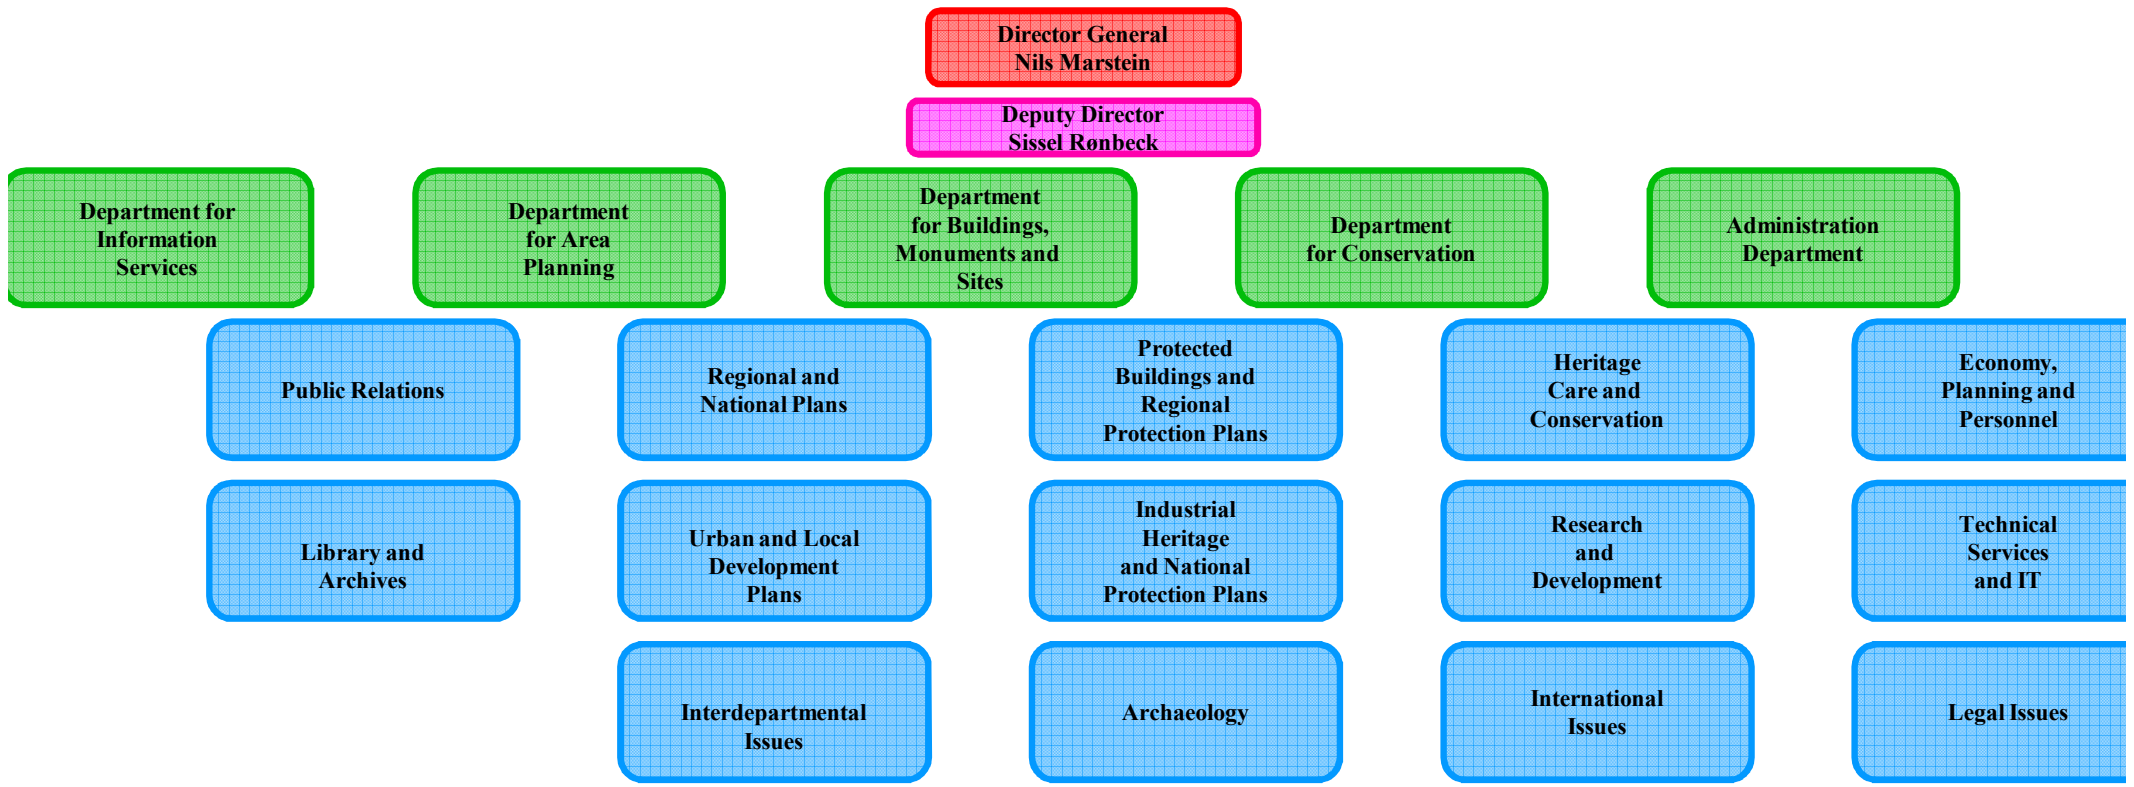 Director General
Nils Marstein
Deputy Director
Sissel Rønbeck
Department for
Information
Services
Department
for Area
Planning
Department
for Buildings,
Monuments and
Sites
Department
for Conservation
Administration
Department
Public Relations
Regional and
National Plans
Protected
Buildings and
Regional
Protection Plans
Heritage
Care and
Conservation
Economy,
Planning and
Personnel
Library and
Archives
Urban and Local
Development
Plans
Industrial
Heritage
and National
Protection Plans
Research
and
Development
Technical
Services
and IT
Interdepartmental
Issues
Archaeology
International
Issues
Legal Issues